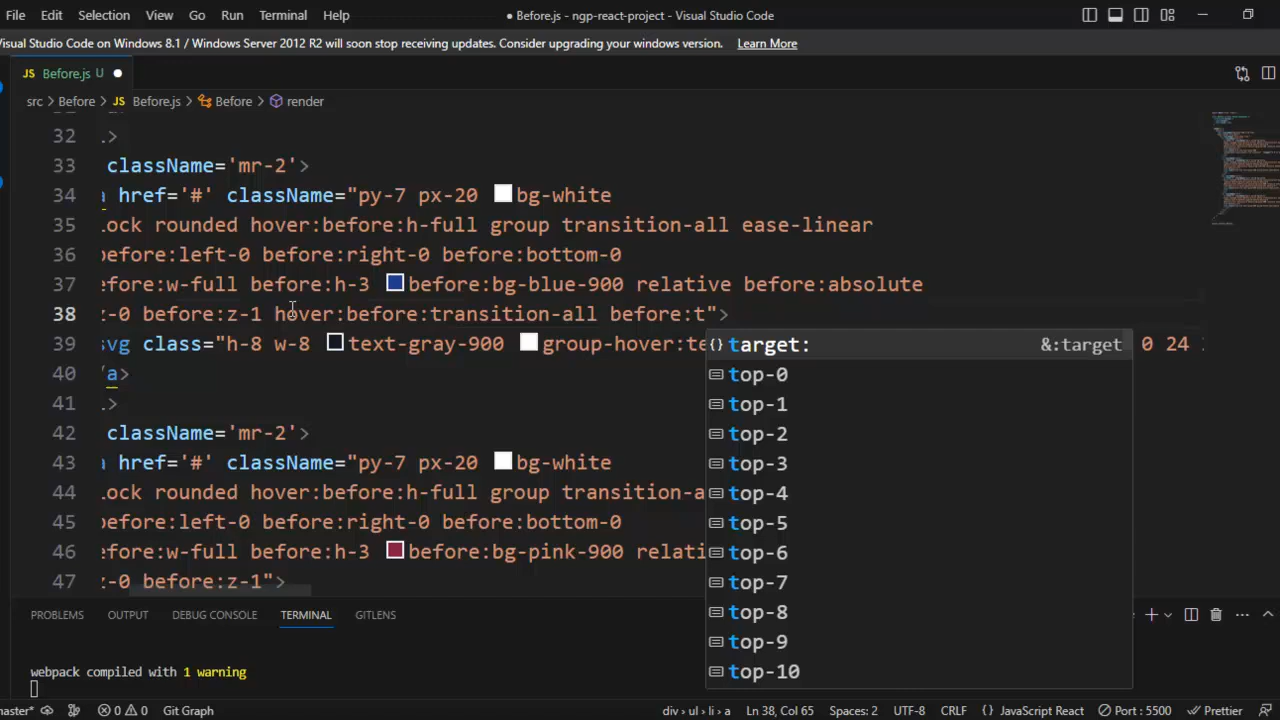 File Edit Selection View Go Run Terminal Help
● Before.js - ngp-react-project - Visual Studio Code
Visual Studio Code on Windows 8.1 / Windows Server 2012 R2 will soon stop receiving updates. Consider upgrading your windows version. Learn More
JS Before.js U
src > Before > JS Before.js > Before > render
32 .>
33 className='mr-2'>
34 a href='#' className="py-7 px-20 bg-white
35 lock rounded hover:before:h-full group transition-all ease-linear
36 before:left-0 before:right-0 before:bottom-0
37 efore:w-full before:h-3 before:bg-blue-900 relative before:absolute
38 z-0 before:z-1 hover:before:transition-all before:t">
39 svg class="h-8 w-8 text-gray-900 group-hover:te 0 24
40 /a>
41 .>
42 className='mr-2'>
43 a href='#' className="py-7 px-20 bg-white
44 lock rounded hover:before:h-full group transition-a
45 before:left-0 before:right-0 before:bottom-0
46 efore:w-full before:h-3 before:bg-pink-900 relati
47 z-0 before:z-1">
{} target: &:target
top-0
top-1
top-2
top-3
top-4
top-5
top-6
top-7
top-8
top-9
top-10
PROBLEMS OUTPUT DEBUG CONSOLE TERMINAL GITLENS
webpack compiled with 1 warning
master* 0 0 Git Graph div › ul › li › a Ln 38, Col 65 Spaces: 2 UTF-8 CRLF {} JavaScript React Port : 5500 Prettier